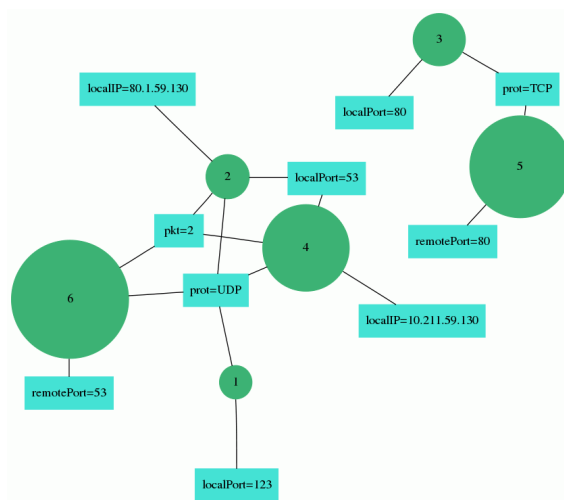 3
localIP=80.1.59.130
prot=TCP
localPort=80
5
2
localPort=53
pkt=2
4
remotePort=80
prot=UDP
6
localIP=10.211.59.130
1
remotePort=53
localPort=123